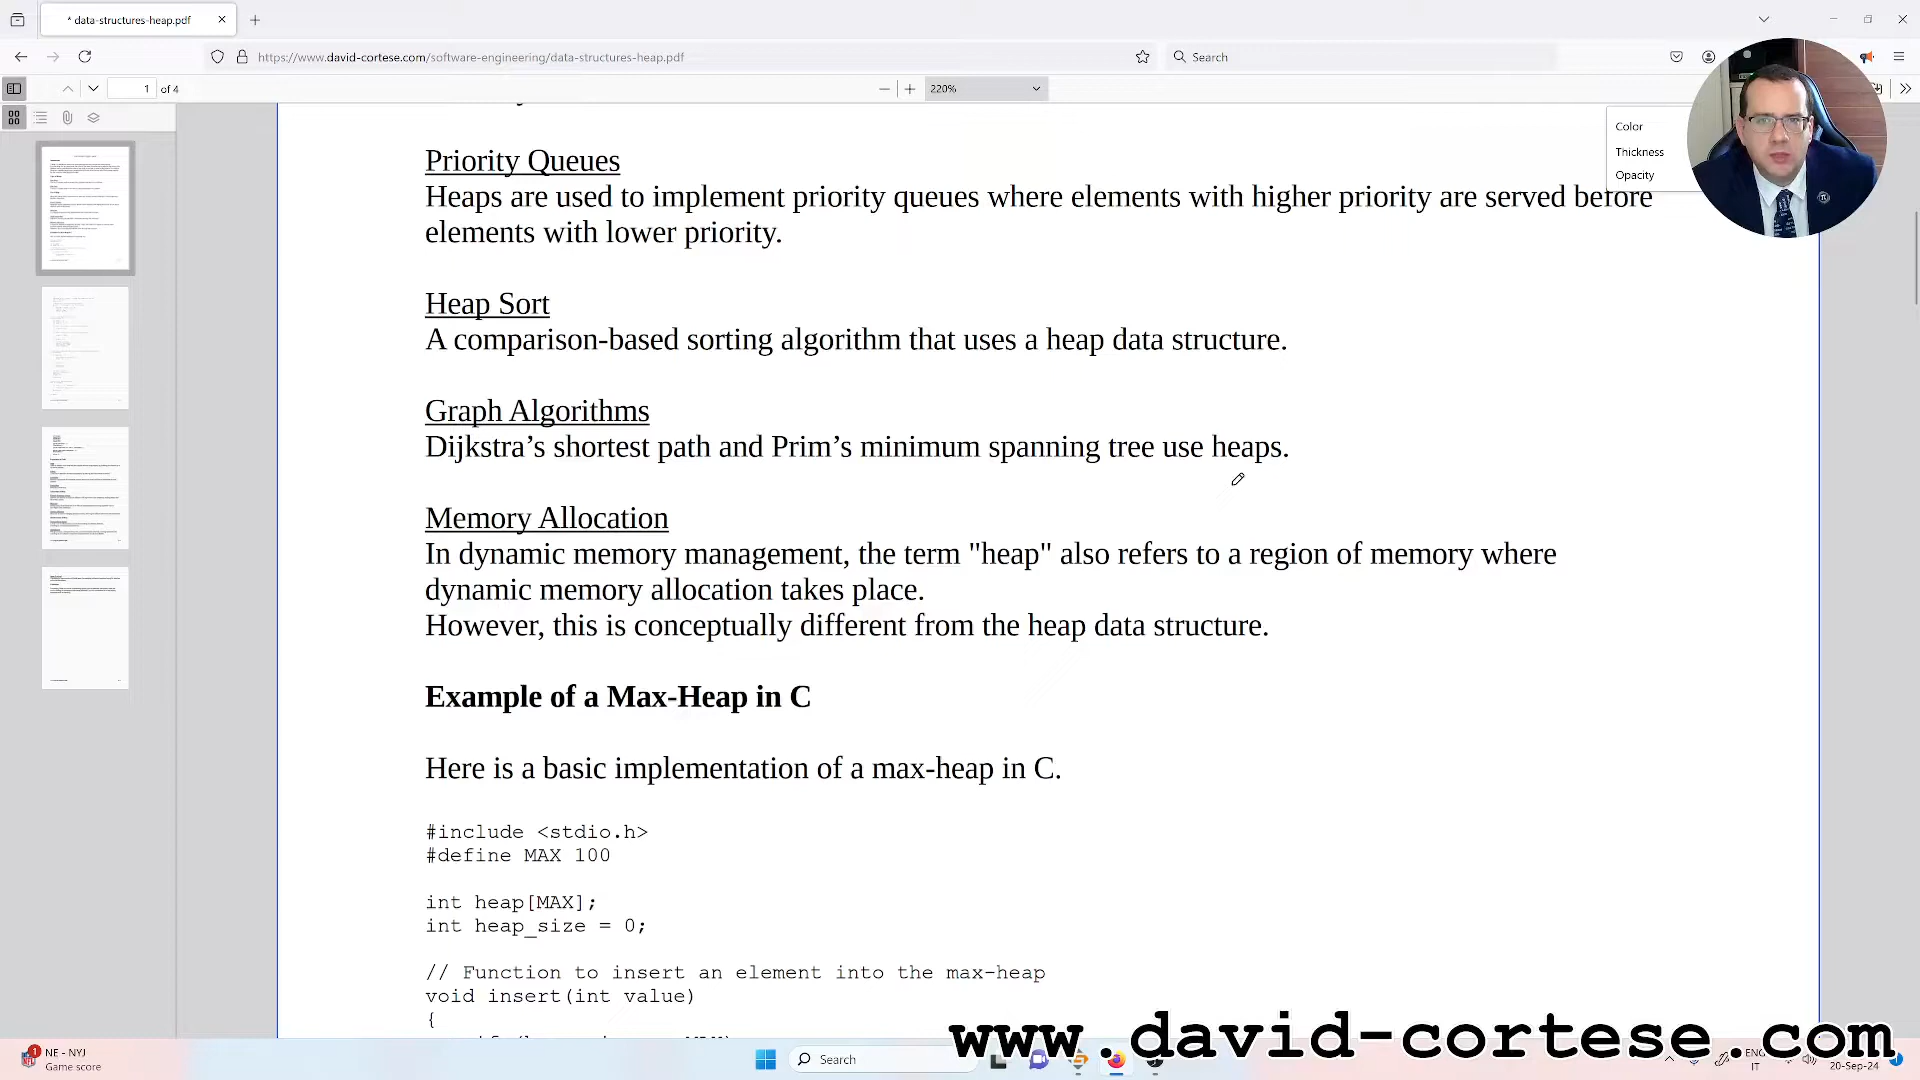 * data-structures-heap.pdf
https://www.david-cortese.com/software-engineering/data-structures-heap.pdf
Search
1 of 4
220%
Color
Thickness
Opacity
Priority Queues
Heaps are used to implement priority queues where elements with higher priority are served before
elements with lower priority.
Heap Sort
A comparison-based sorting algorithm that uses a heap data structure.
Graph Algorithms
Dijkstra’s shortest path and Prim’s minimum spanning tree use heaps.
Memory Allocation
In dynamic memory management, the term "heap" also refers to a region of memory where
dynamic memory allocation takes place.
However, this is conceptually different from the heap data structure.
Example of a Max-Heap in C
Here is a basic implementation of a max-heap in C.
#include <stdio.h>
#define MAX 100
int heap[MAX];
int heap_size = 0;
// Function to insert an element into the max-heap
void insert(int value)
{
www.david-cortese.com
1
NE - NYJ
Game score
Search
ENG
IT
20-Sep-24